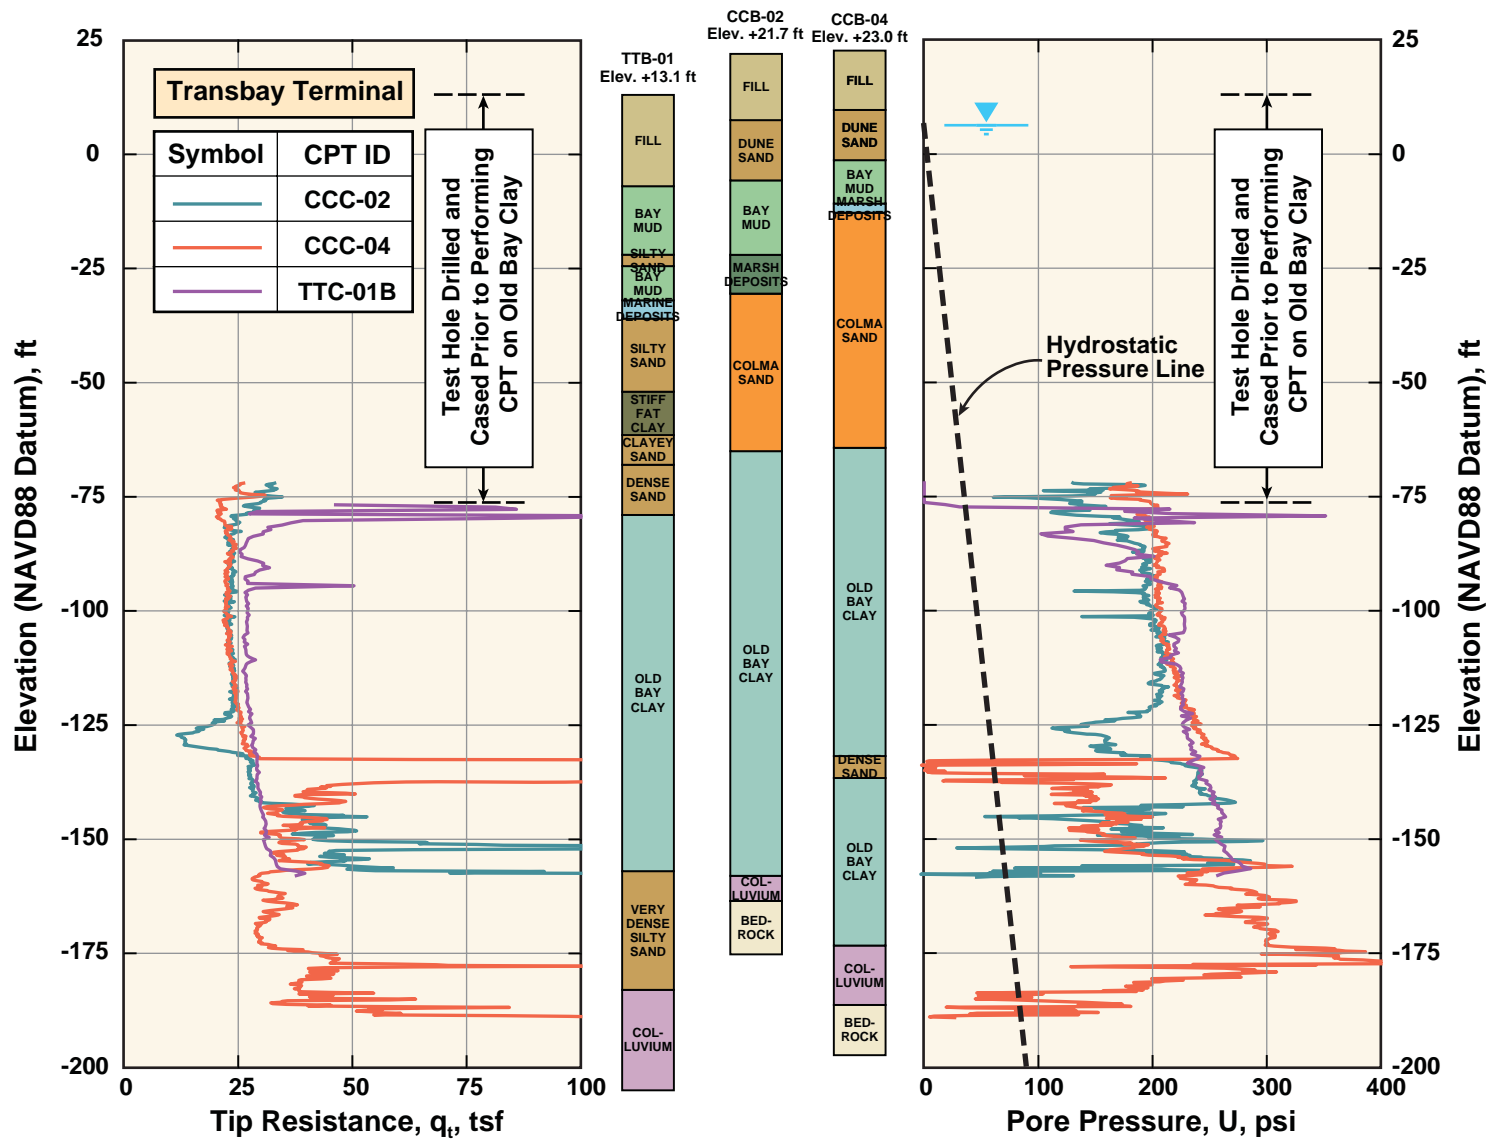 CCB-02
Elev. +21.7 ft
CCB-04
Elev. +23.0 ft
TTB-01
Elev. +13.1 ft
25
0
-25
-50
-75
-100
-125
-150
-175
-200
Elevation (NAVD88 Datum), ft
Transbay Terminal
Symbol CPT ID
CCC-02
CCC-04
TTC-01B
Test Hole Drilled and
Cased Prior to Performing
CPT on Old Bay Clay
0 25 50 75 100
Tip Resistance, qt, tsf
FILL
BAY
MUD
SILTY
SAND
BAY
MUD
MARINE
DEPOSITS
SILTY
SAND
STIFF
FAT
CLAY
CLAYEY
SAND
DENSE
SAND
OLD
BAY
CLAY
VERY
DENSE
SILTY
SAND
COL-
LUVIUM
FILL
DUNE
SAND
BAY
MUD
MARSH
DEPOSITS
COLMA
SAND
OLD
BAY
CLAY
COL-
LUVIUM
BED-
ROCK
FILL
DUNE
SAND
BAY
MUD
MARSH
DEPOSITS
COLMA
SAND
OLD
BAY
CLAY
DENSE
SAND
OLD
BAY
CLAY
COL-
LUVIUM
BED-
ROCK
Hydrostatic
Pressure Line
Test Hole Drilled and
Cased Prior to Performing
CPT on Old Bay Clay
0 100 200 300 400
Pore Pressure, U, psi
25
0
-25
-50
-75
-100
-125
-150
-175
-200
Elevation (NAVD88 Datum), ft